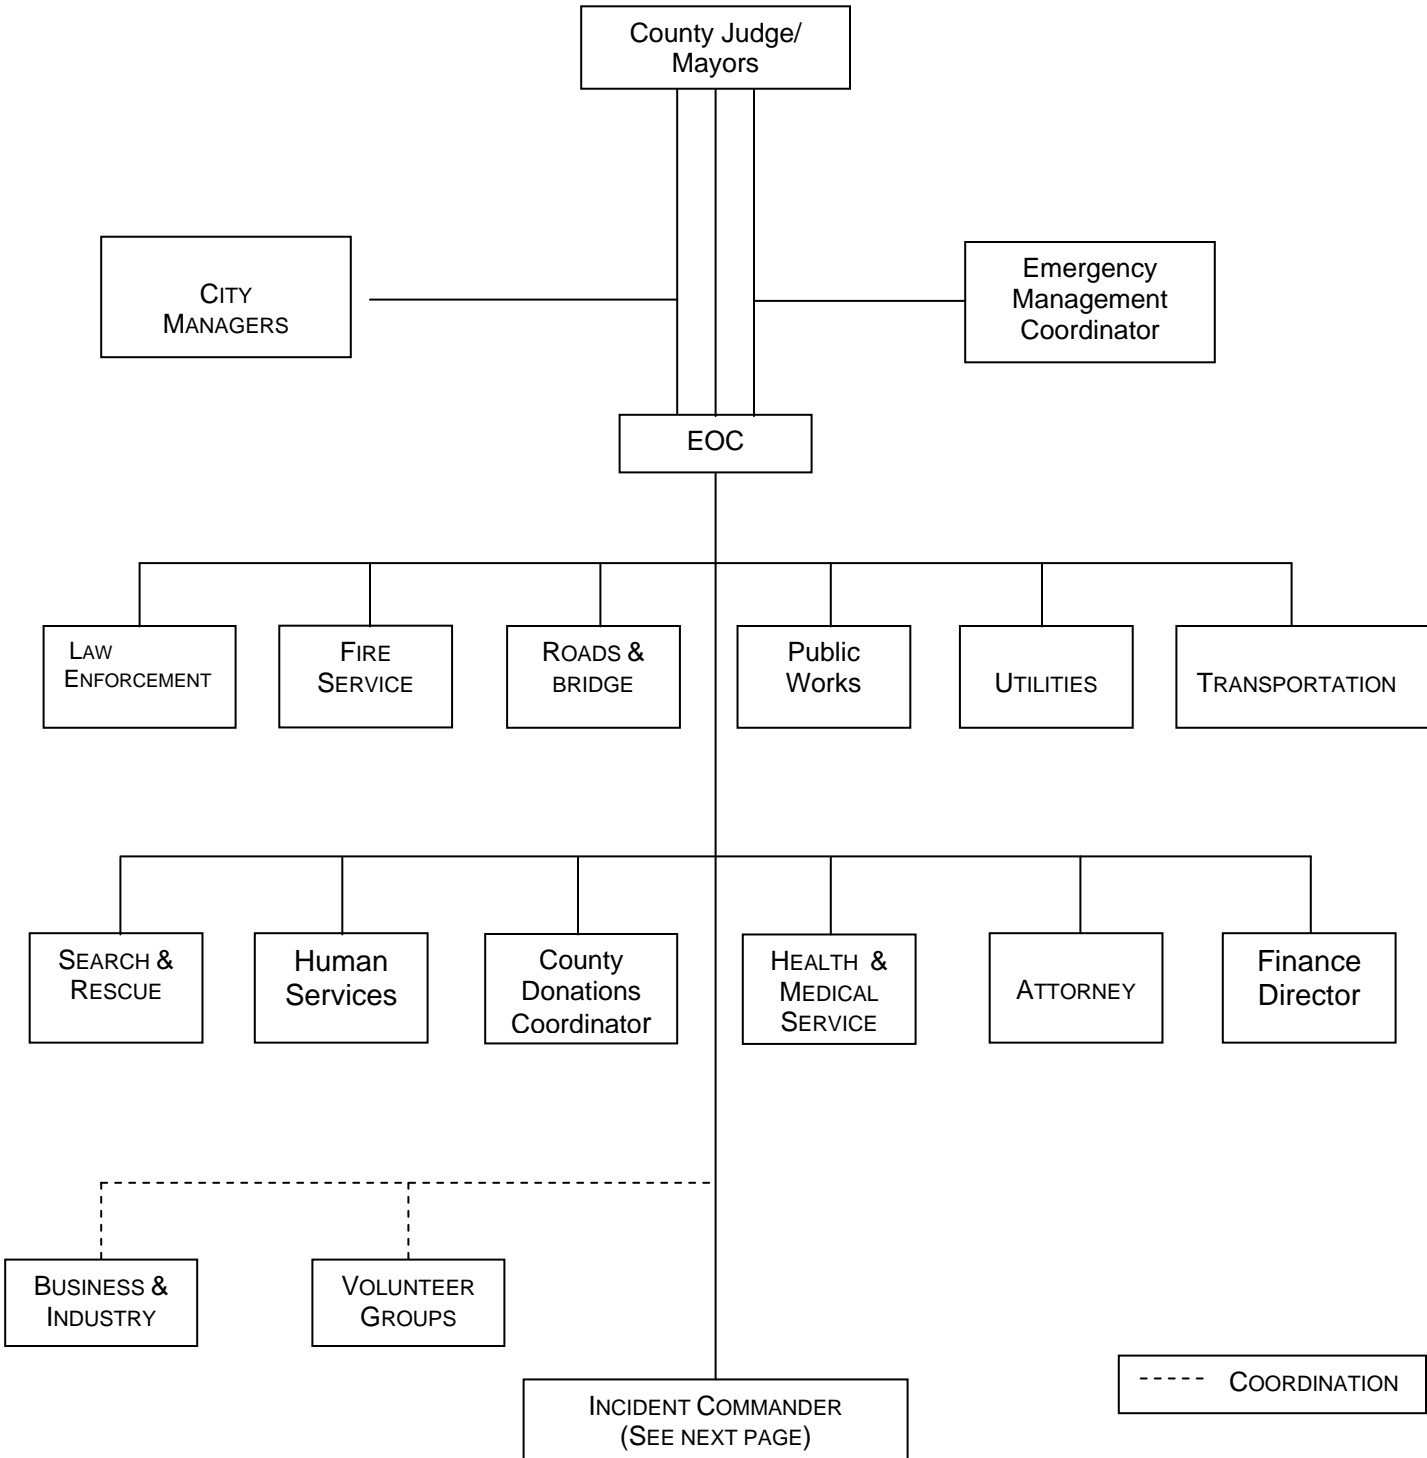 County Judge/
Mayors
CITY
MANAGERS
Emergency
Management
Coordinator
EOC
LAW
ENFORCEMENT
FIRE
SERVICE
ROADS &
BRIDGE
Public
Works
UTILITIES
TRANSPORTATION
SEARCH &
RESCUE
Human
Services
County
Donations
Coordinator
HEALTH &
MEDICAL
SERVICE
ATTORNEY
Finance
Director
BUSINESS &
INDUSTRY
VOLUNTEER
GROUPS
INCIDENT COMMANDER
(SEE NEXT PAGE)
COORDINATION